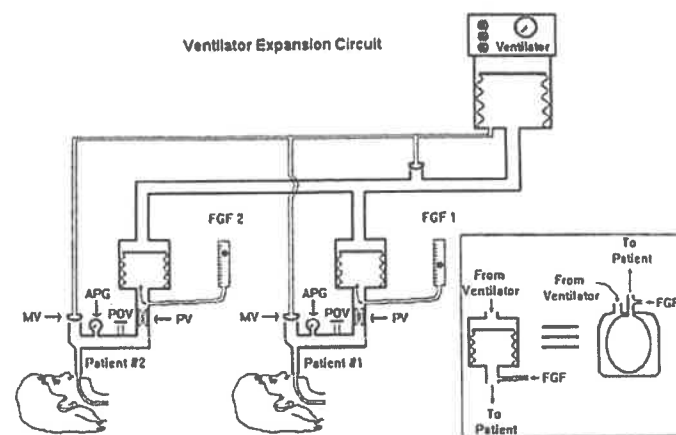 Ventilator Expansion Circuit
Ventilator
FGF 2
FGF 1
APG
POV
MV
PV
APG
POV
MV
PV
Patient #2
Patient #1
To
Patient
From
Ventilator
From
Ventilator
FGF
FGF
To
Patient